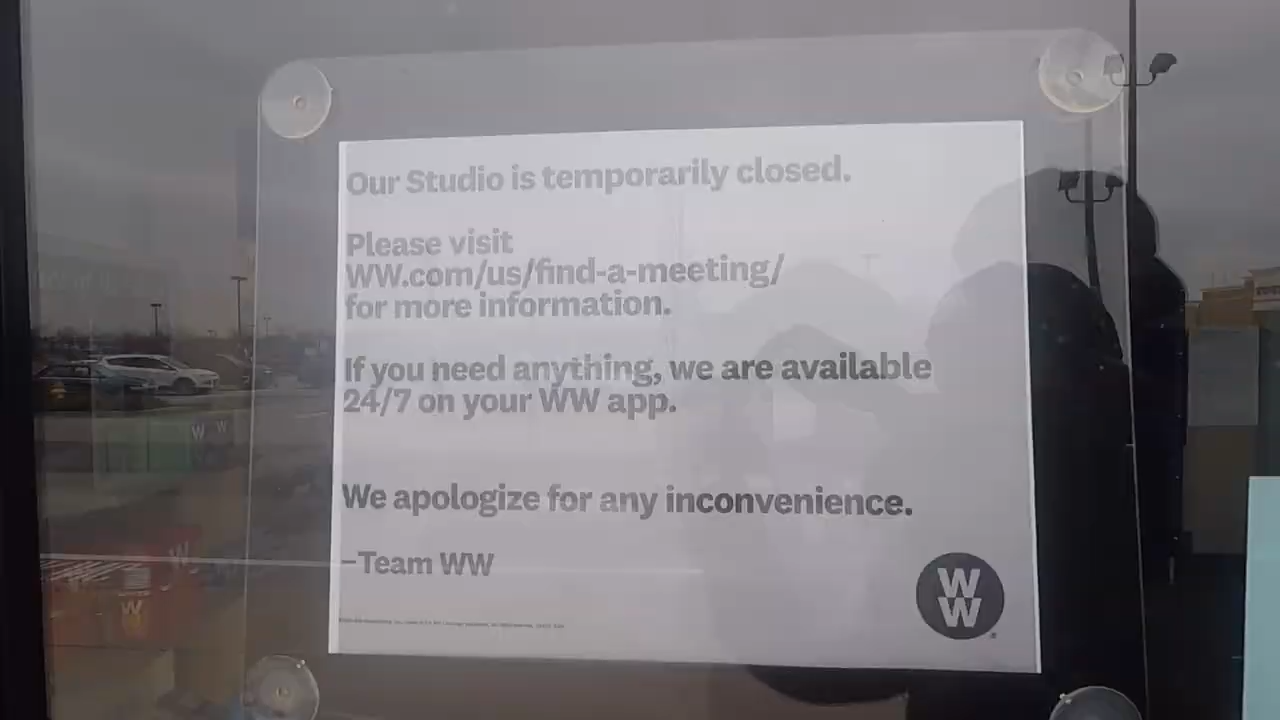 Our Studio is temporarily closed.
Please visit
WW.com/us/find-a-meeting/
for more information.
If you need anything, we are available
24/7 on your WW app.
We apologize for any inconvenience.
–Team WW
W
W
W W
W
W